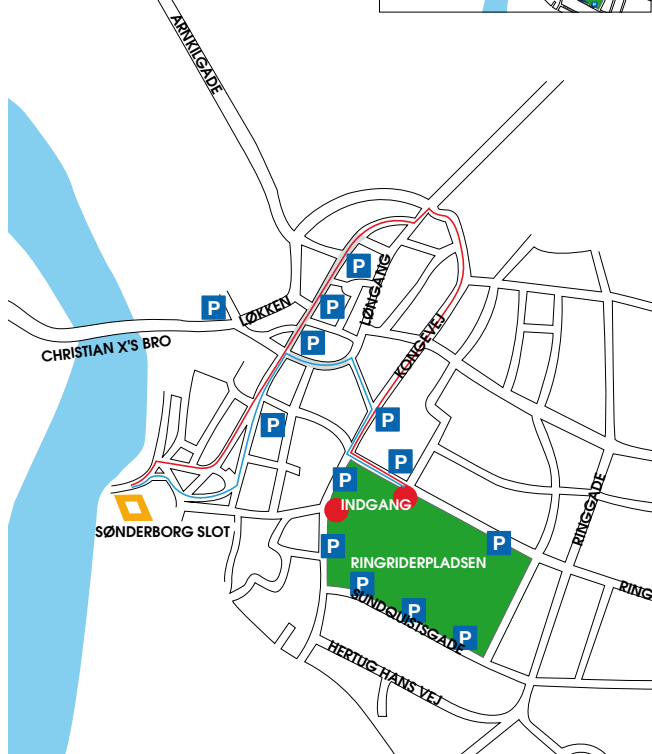 ARNKILGADE
P
LØNGANG
P
LØKKEN
P
P
CHRISTIAN X'S BRO
KONGEVEJ
P
P
P
P
INDGANG
RINGGADE
SØNDERBORG SLOT
P
P
RINGRIDERPLADSEN
P
RING
SUNDQUISTSGADE
P
P
HERTUG HANS VEJ